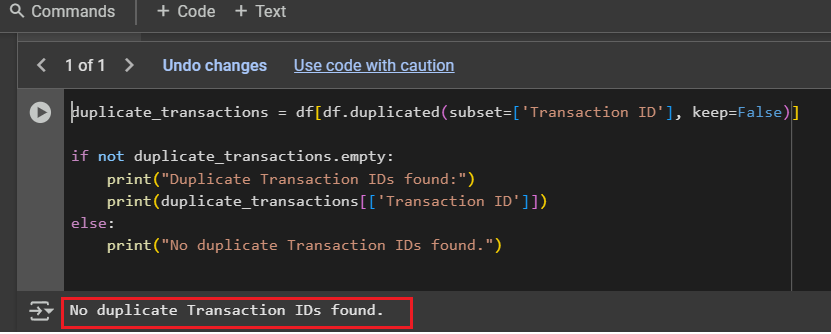 Commands + Code + Text
1 of 1 Undo changes Use code with caution
duplicate_transactions = df[df.duplicated(subset=['Transaction ID'], keep=False)]
if not duplicate_transactions.empty:
    print("Duplicate Transaction IDs found:")
    print(duplicate_transactions[['Transaction ID']])
else:
    print("No duplicate Transaction IDs found.")
No duplicate Transaction IDs found.